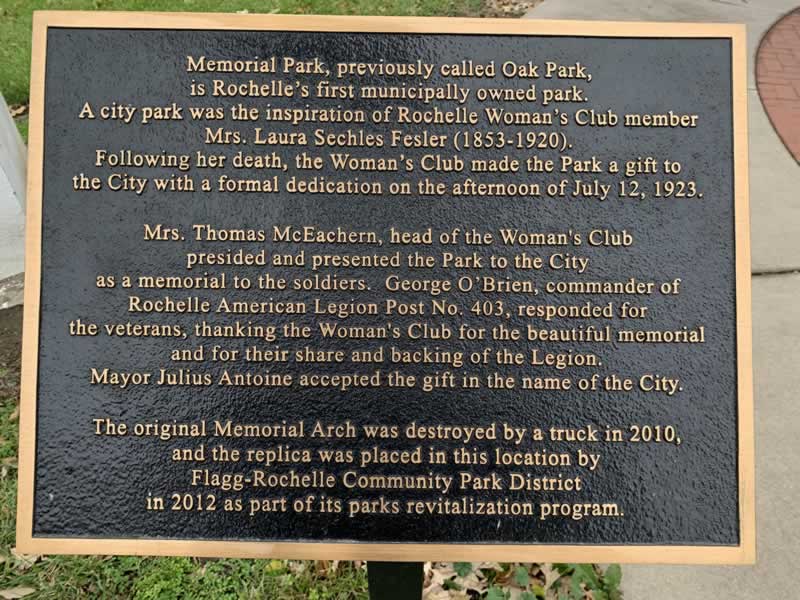 Memorial Park, previously called Oak Park,
is Rochelle's first municipally owned park.
A city park was the inspiration of Rochelle Woman's Club member
Mrs. Laura Sechles Fesler (1853-1920).
Following her death, the Woman's Club made the Park a gift to
the City with a formal dedication on the afternoon of July 12, 1923.
Mrs. Thomas McEachern, head of the Woman's Club
presided and presented the Park to the City
as a memorial to the soldiers. George O'Brien, commander of
Rochelle American Legion Post No. 403, responded for
the veterans, thanking the Woman's Club for the beautiful memorial
and for their share and backing of the Legion.
Mayor Julius Antoine accepted the gift in the name of the City.
The original Memorial Arch was destroyed by a truck in 2010,
and the replica was placed in this location by
Flagg-Rochelle Community Park District
in 2012 as part of its parks revitalization program.